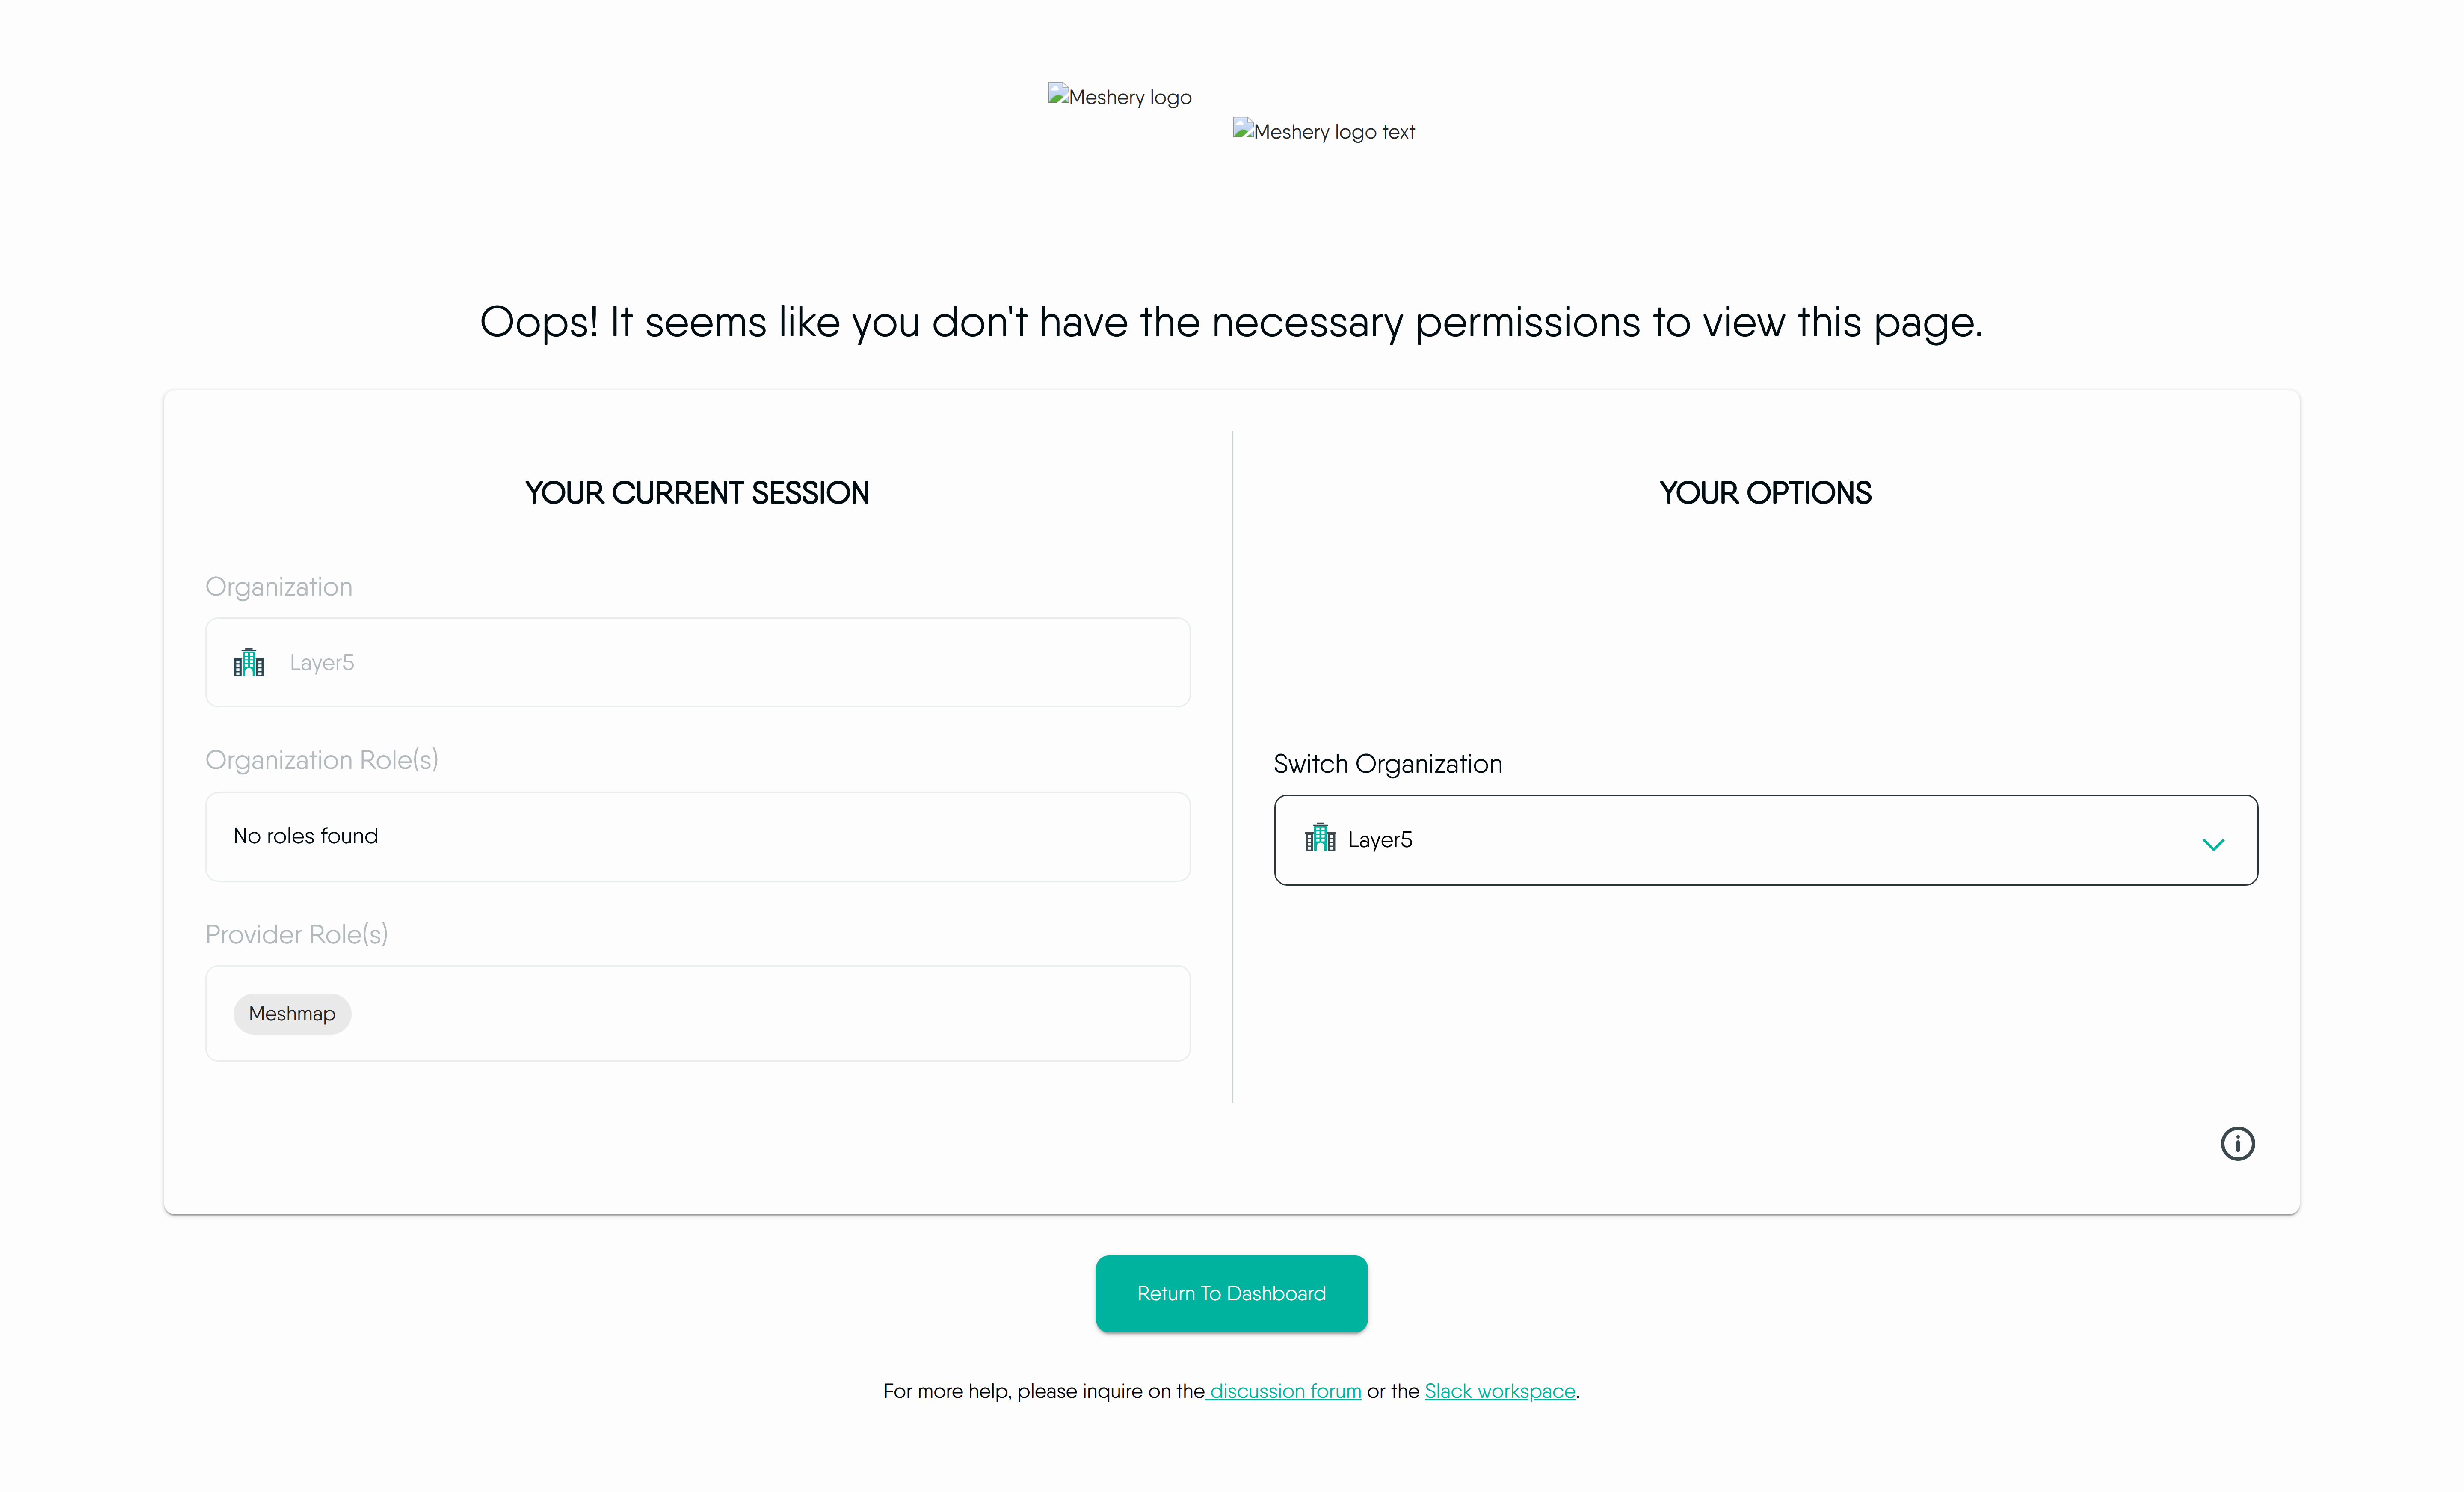 Meshery logo
Meshery logo text
Oops! It seems like you don't have the necessary permissions to view this page.
YOUR CURRENT SESSION
Organization
Layer5
Organization Role(s)
No roles found
Provider Role(s)
Meshmap
YOUR OPTIONS
Switch Organization
Layer5
Return To Dashboard
For more help, please inquire on the discussion forum or the Slack workspace.